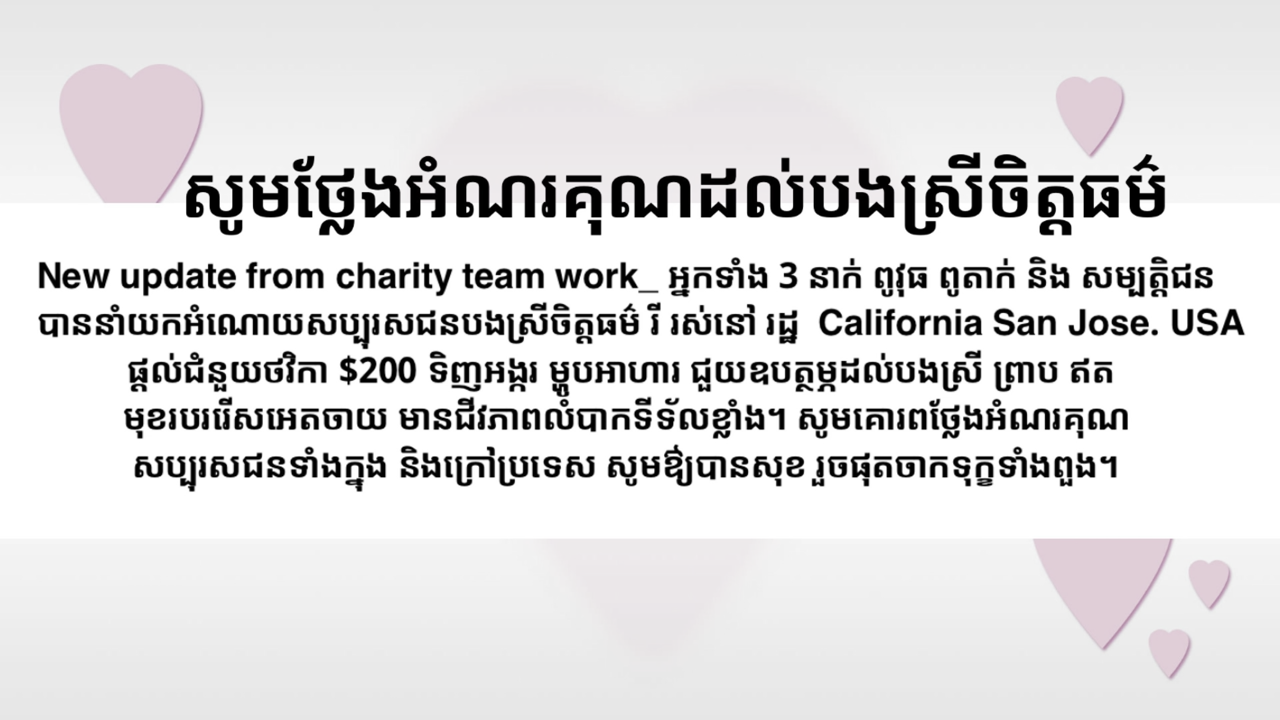 សូមថ្លែងអំណរគុណដល់បងស្រីចិត្តធម៌
New update from charity team work_ អ្នកទាំង 3 នាក់ ពូវុធ ពូតាក់ និង សម្បត្តិជន
បាននាំយកអំណោយសប្បុរសជនបងស្រីចិត្តធម៌ រី រស់នៅ រដ្ឋ California San Jose. USA
ផ្តល់ជំនួយថវិកា $200 ទិញអង្ករ ម្ហូបអាហារ ជួយឧបត្ថម្ភដល់បងស្រី ព្រាប ឥត
មុខរបររើសអេតចាយ មានជីវភាពលំបាកទីទ័លខ្លាំង។ សូមគោរពថ្លែងអំណរគុណ
សប្បុរសជនទាំងក្នុង និងក្រៅប្រទេស សូមឱ្យបានសុខ រួចផុតចាកទុក្ខទាំងពួង។